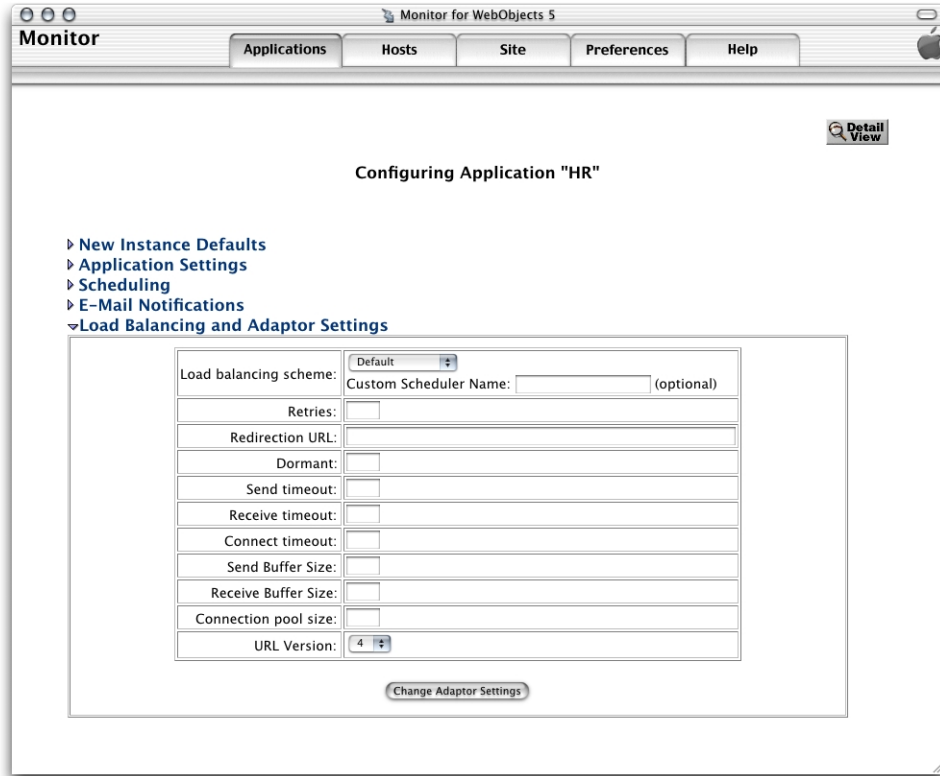 Monitor for WebObjects 5
Monitor
Applications
Hosts
Site
Preferences
Help
Detail
View
Configuring Application "HR"
New Instance Defaults
Application Settings
Scheduling
E-Mail Notifications
Load Balancing and Adaptor Settings
Load balancing scheme:
Default
Custom Scheduler Name: (optional)
Retries:
Redirection URL:
Dormant:
Send timeout:
Receive timeout:
Connect timeout:
Send Buffer Size:
Receive Buffer Size:
Connection pool size:
URL Version: 4
Change Adaptor Settings